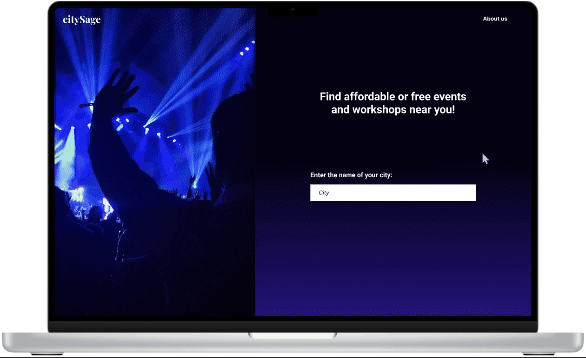 citySage
About us
Find affordable or free events
and workshops near you!
Enter the name of your city:
City